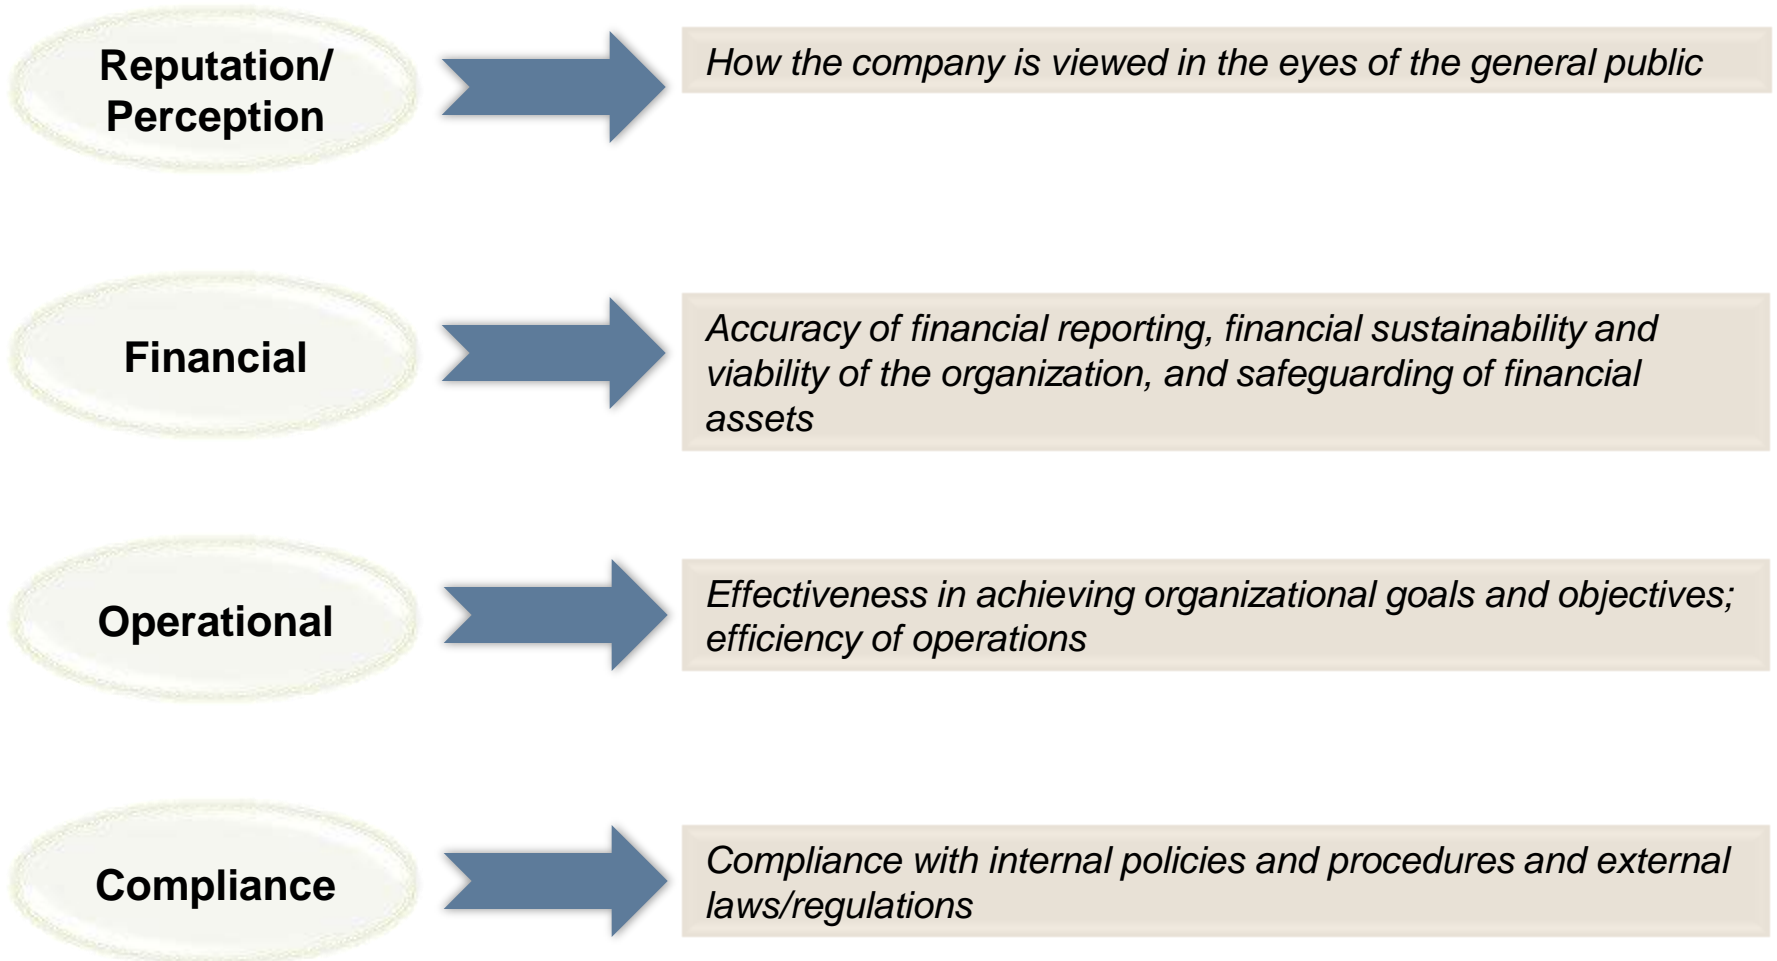 Reputation/
Perception
How the company is viewed in the eyes of the general public
Financial
Accuracy of financial reporting, financial sustainability and
viability of the organization, and safeguarding of financial
assets
Operational
Effectiveness in achieving organizational goals and objectives;
efficiency of operations
Compliance
Compliance with internal policies and procedures and external
laws/regulations